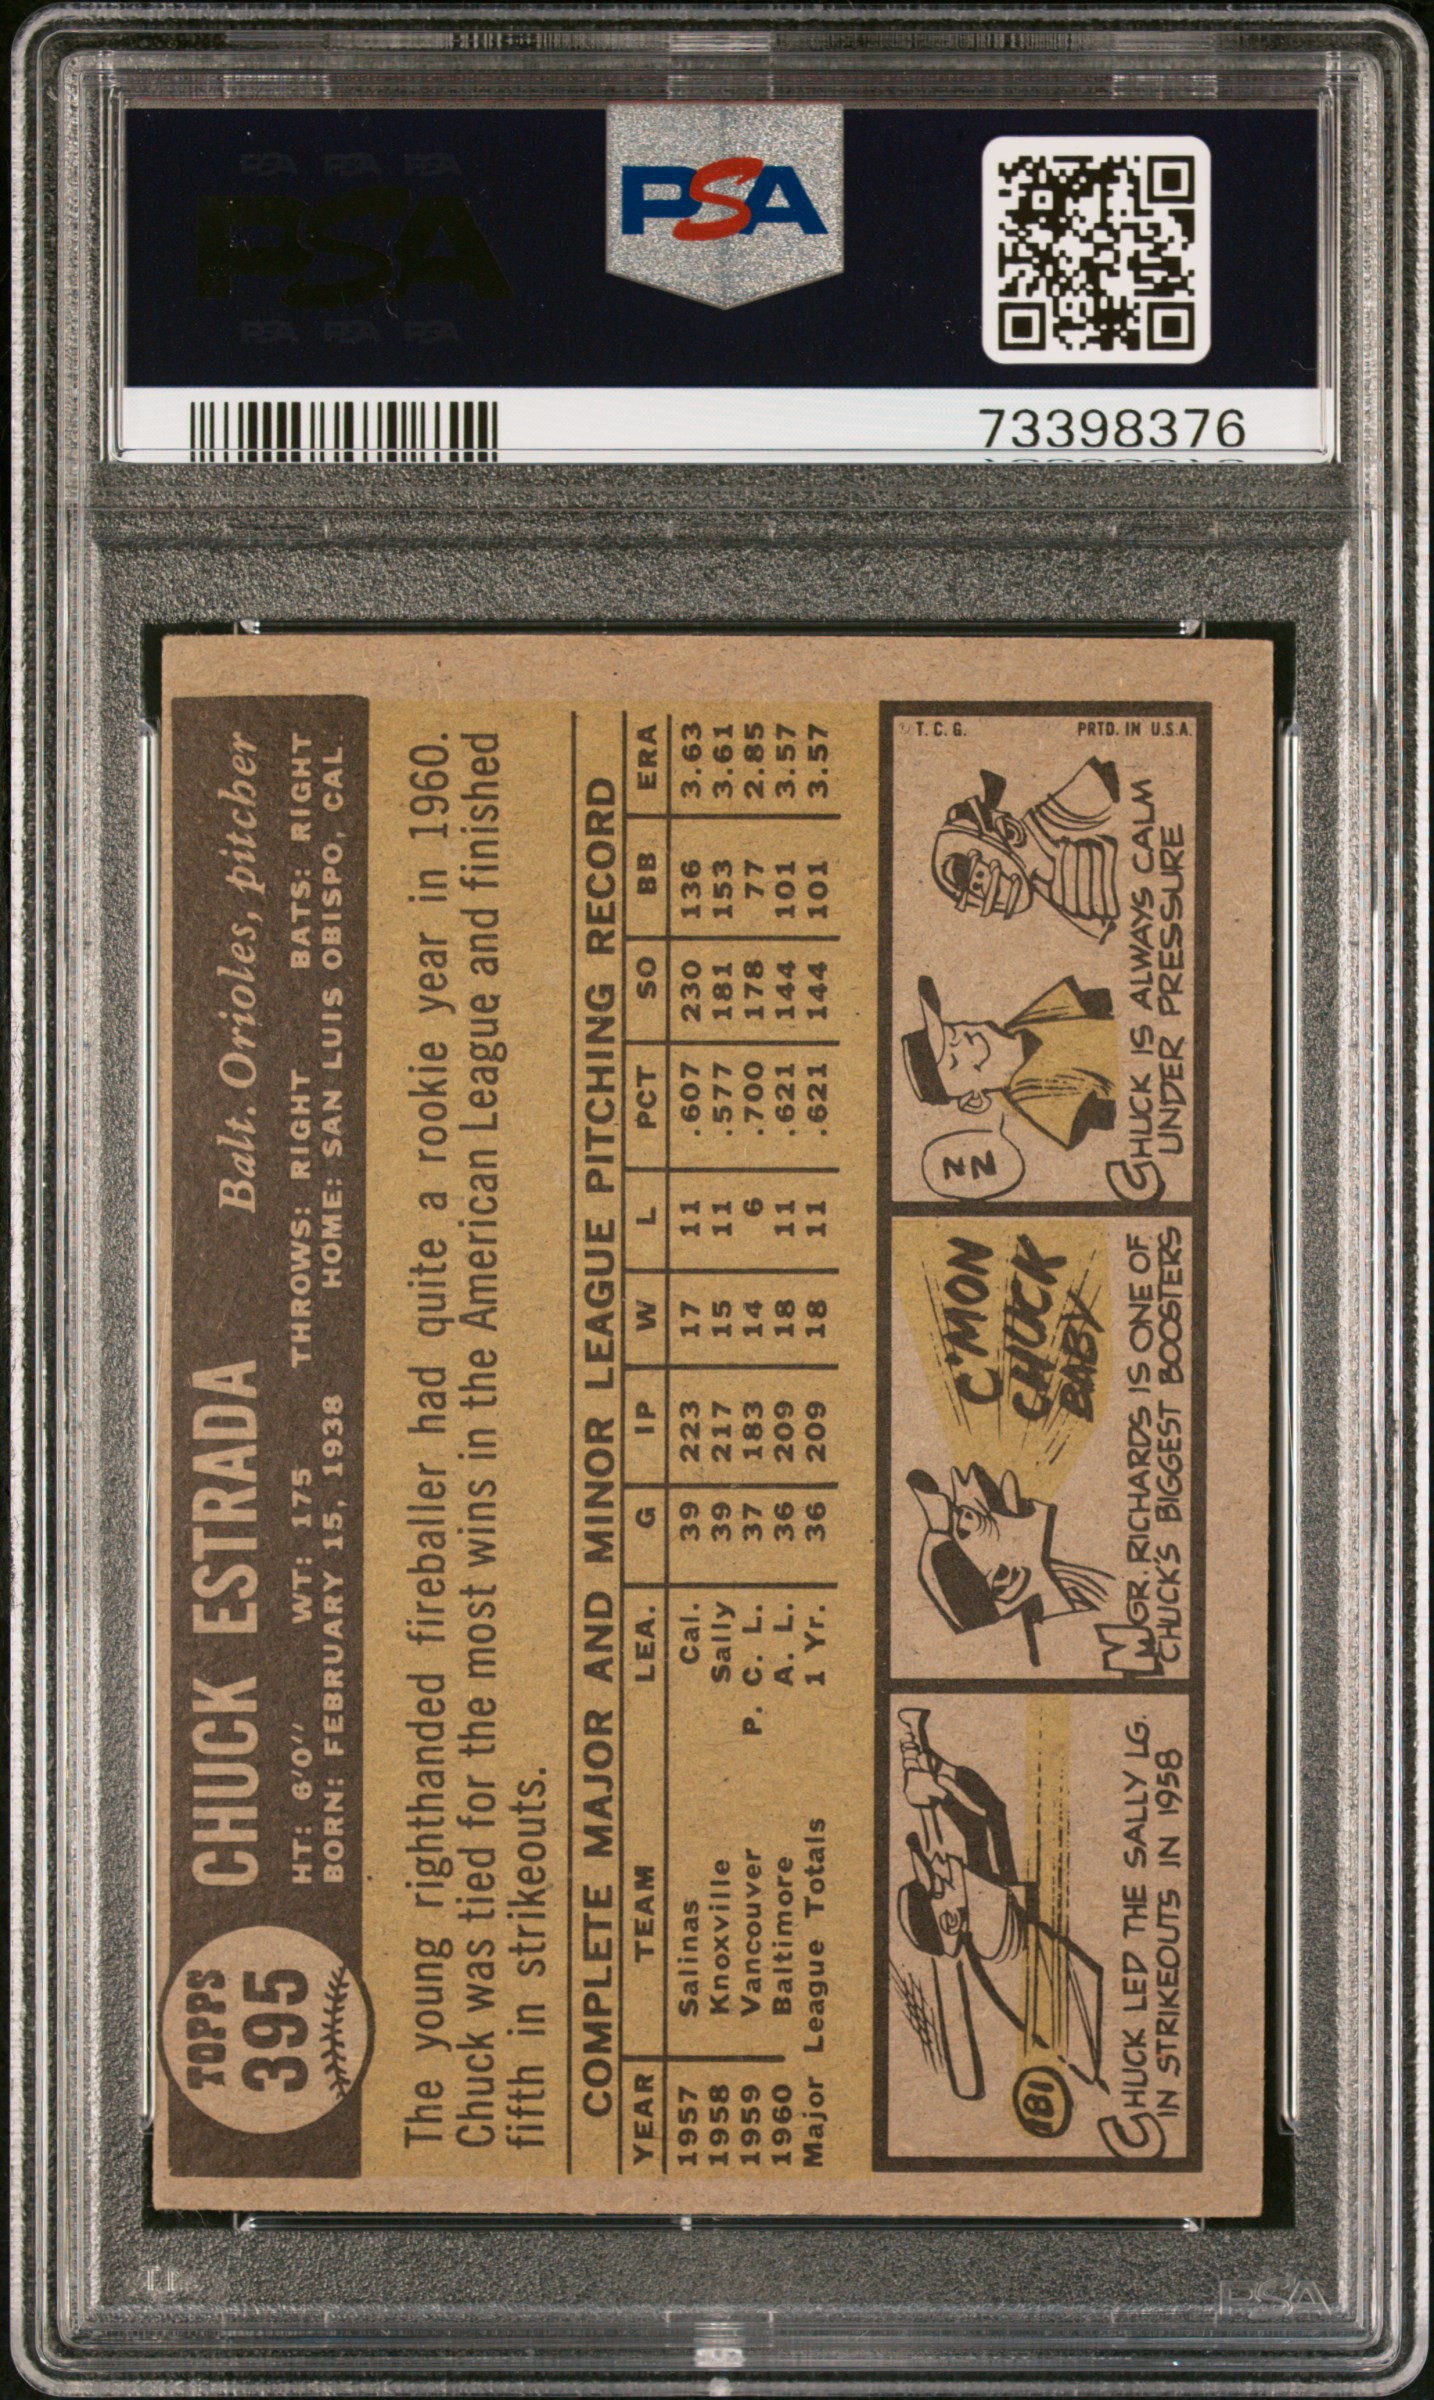 PSA PSA PSA
PSA
PSA PSA PSA
PSA
73398376
TOPPS
395
CHUCK ESTRADA Balt. Orioles, pitcher
HT: 6'0" WT: 175 THROWS: RIGHT BATS: RIGHT
BORN: FEBRUARY 15, 1938 HOME: SAN LUIS OBISPO, CAL.
The young righthanded fireballer had quite a rookie year in 1960.
Chuck was tied for the most wins in the American League and finished
fifth in strikeouts.
COMPLETE MAJOR AND MINOR LEAGUE PITCHING RECORD
YEAR TEAM LEA. G IP W L PCT SO BB ERA
1957 Salinas Cal. 39 223 17 11 .607 230 136 3.63
1958 Knoxville Sally 39 217 15 11 .577 181 153 3.61
1959 Vancouver P. C. L. 37 183 14 6 .700 178 77 2.85
1960 Baltimore A. L. 36 209 18 11 .621 144 101 3.57
Major League Totals 1 Yr. 36 209 18 11 .621 144 101 3.57
181
CHUCK LED THE SALLY LG.
IN STRIKEOUTS IN 1958
C'MON
CHUCK
BABY
MGR. RICHARDS IS ONE OF
CHUCK'S BIGGEST BOOSTERS
©T. C. G. PRTD. IN U.S.A.
ZZ
CHUCK IS ALWAYS CALM
UNDER PRESSURE
PSA